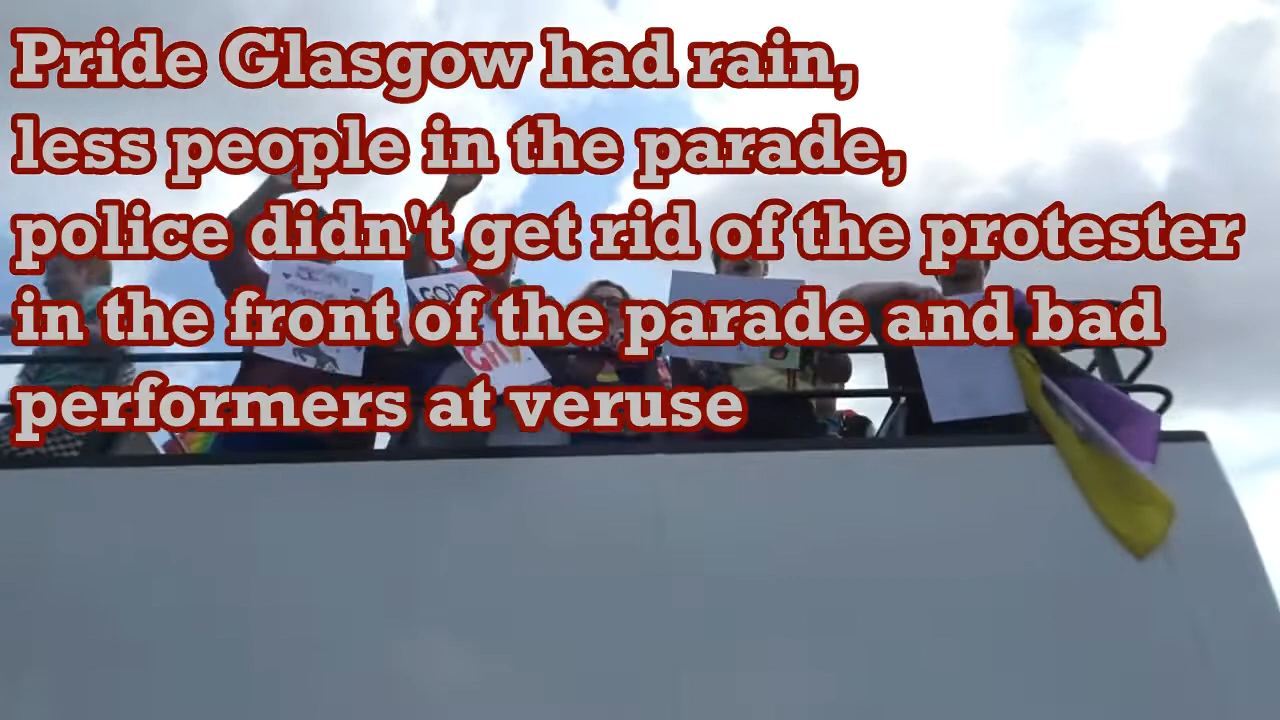 Pride Glasgow had rain,
less people in the parade,
police didn't get rid of the protester
in the front of the parade and bad
performers at veruse
GOD